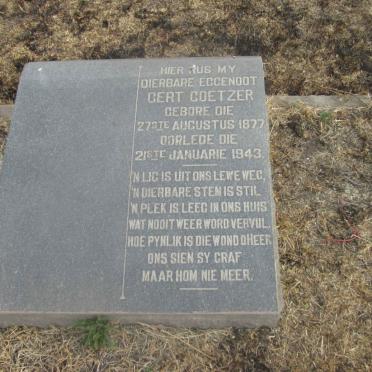 HIER RUS MY
DIERBARE EGGENOOT
GERT COETZER
GEBORE DIE
27STE AUGUSTUS 1877.
OORLEDE DIE
21STE JANUARIE 1943.
'N LIG IS UIT ONS LEWE WEG,
'N DIERBARE STEM IS STIL
'N PLEK IS LEEG IN ONS HUIS
WAT NOOIT WEER WORD VERVUL.
HOE PYNLIK IS DIE WOND O HEER
ONS SIEN SY GRAF
MAAR HOM NIE MEER.